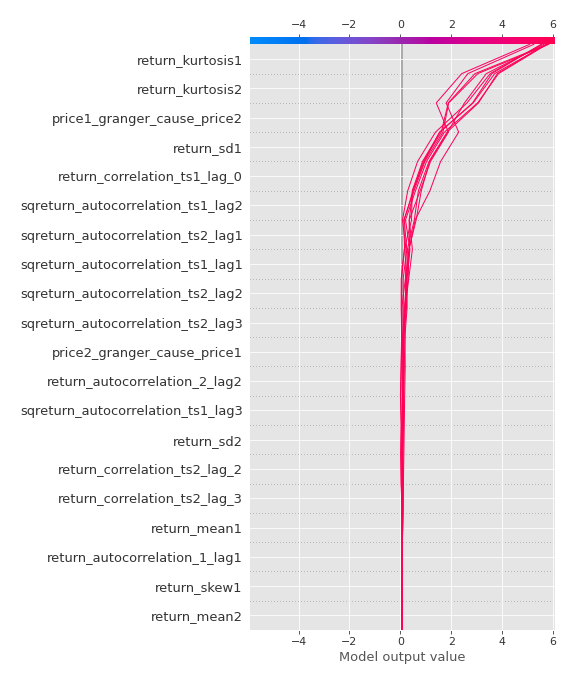 −4 −2 0 2 4 6
return_kurtosis1
return_kurtosis2
price1_granger_cause_price2
return_sd1
return_correlation_ts1_lag_0
sqreturn_autocorrelation_ts1_lag2
sqreturn_autocorrelation_ts2_lag1
sqreturn_autocorrelation_ts1_lag1
sqreturn_autocorrelation_ts2_lag2
sqreturn_autocorrelation_ts2_lag3
price2_granger_cause_price1
return_autocorrelation_2_lag2
sqreturn_autocorrelation_ts1_lag3
return_sd2
return_correlation_ts2_lag_2
return_correlation_ts2_lag_3
return_mean1
return_autocorrelation_1_lag1
return_skew1
return_mean2
−4 −2 0 2 4 6
Model output value